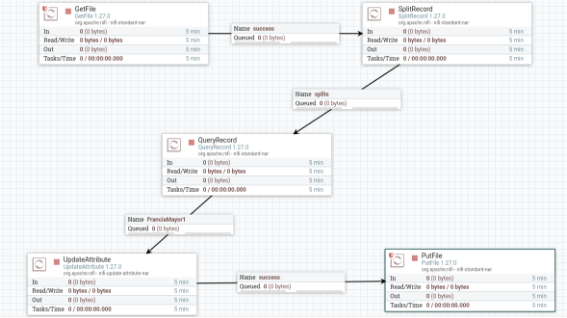 GetFile
GetFile 1.27.0
org.apache.nifi - nifi-standard-nar
In 0 (0 bytes) 5 min
Read/Write 0 bytes / 0 bytes 5 min
Out 0 (0 bytes) 5 min
Tasks/Time 0 / 00:00:00.000 5 min
Name success
Queued 0 (0 bytes)
SplitRecord
SplitRecord 1.27.0
org.apache.nifi - nifi-standard-nar
In 0 (0 bytes) 5 min
Read/Write 0 bytes / 0 bytes 5 min
Out 0 (0 bytes) 5 min
Tasks/Time 0 / 00:00:00.000 5 min
Name splits
Queued 0 (0 bytes)
QueryRecord
QueryRecord 1.27.0
org.apache.nifi - nifi-standard-nar
In 0 (0 bytes) 5 min
Read/Write 0 bytes / 0 bytes 5 min
Out 0 (0 bytes) 5 min
Tasks/Time 0 / 00:00:00.000 5 min
Name FranciaMayor1
Queued 0 (0 bytes)
UpdateAttribute
UpdateAttribute 1.27.0
org.apache.nifi - nifi-update-attribute-nar
In 0 (0 bytes) 5 min
Read/Write 0 bytes / 0 bytes 5 min
Out 0 (0 bytes) 5 min
Tasks/Time 0 / 00:00:00.000 5 min
Name success
Queued 0 (0 bytes)
PutFile
PutFile 1.27.0
org.apache.nifi - nifi-standard-nar
In 0 (0 bytes) 5 min
Read/Write 0 bytes / 0 bytes 5 min
Out 0 (0 bytes) 5 min
Tasks/Time 0 / 00:00:00.000 5 min